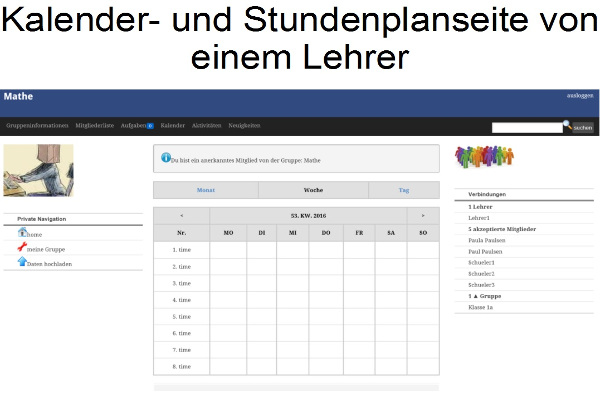 Kalender- und Stundenplanseite von
einem Lehrer
Mathe
ausloggen
Gruppeninformationen Mitgliederliste Aufgaben 0 Kalender Aktivitäten Neuigkeiten
suchen
Du bist ein anerkanntes Mitglied von der Gruppe: Mathe
Monat Woche Tag
Private Navigation
home
meine Gruppe
Daten hochladen
< 53. KW. 2016 >
Nr. MO DI MI DO FR SA SO
1. time
2. time
3. time
4. time
5. time
6. time
7. time
8. time
Verbindungen
1 Lehrer
Lehrer1
5 akzeptierte Mitglieder
Paula Paulsen
Paul Paulsen
Schueler1
Schueler2
Schueler3
1 ▲ Gruppe
Klasse 1a